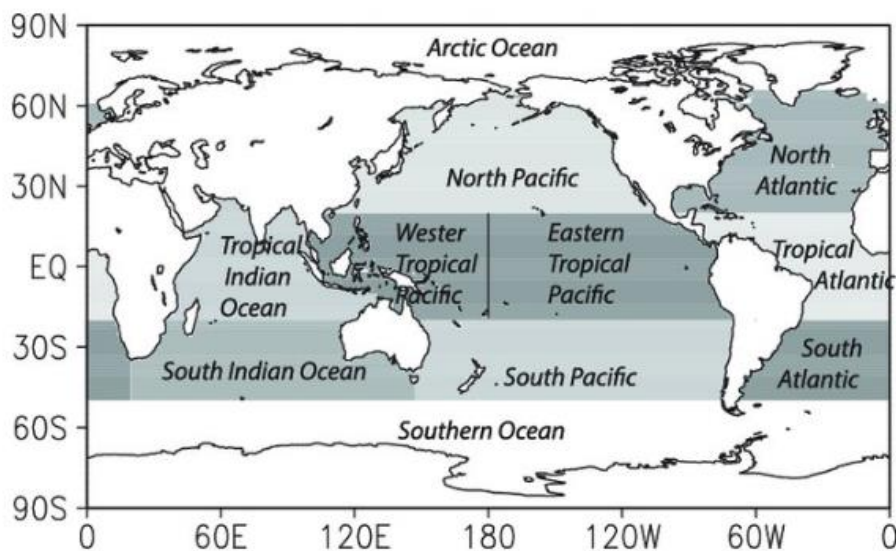 90N
Arctic Ocean
60N
North
Atlantic
North Pacific
30N
Wester
Tropical
Pacific
Eastern
Tropical
Pacific
Tropical
Indian
Ocean
Tropical
Atlantic
EQ
30S
South Indian Ocean
South Pacific
South
Atlantic
60S
Southern Ocean
90S
0
60E
120E
180
120W
60W
0